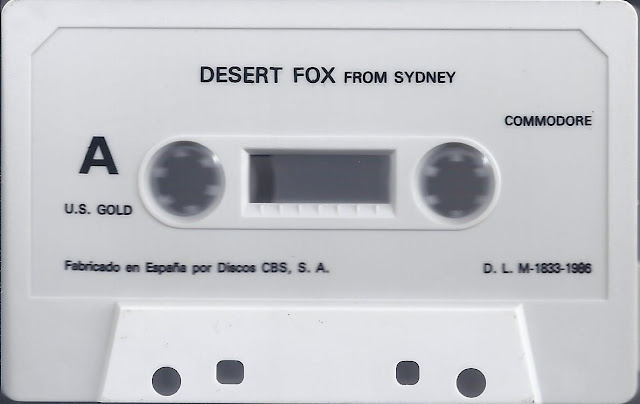 DESERT FOX FROM SYDNEY
COMMODORE
A
U.S. GOLD
Fabricado en España por Discos CBS, S. A.
D. L. M-1833-1986